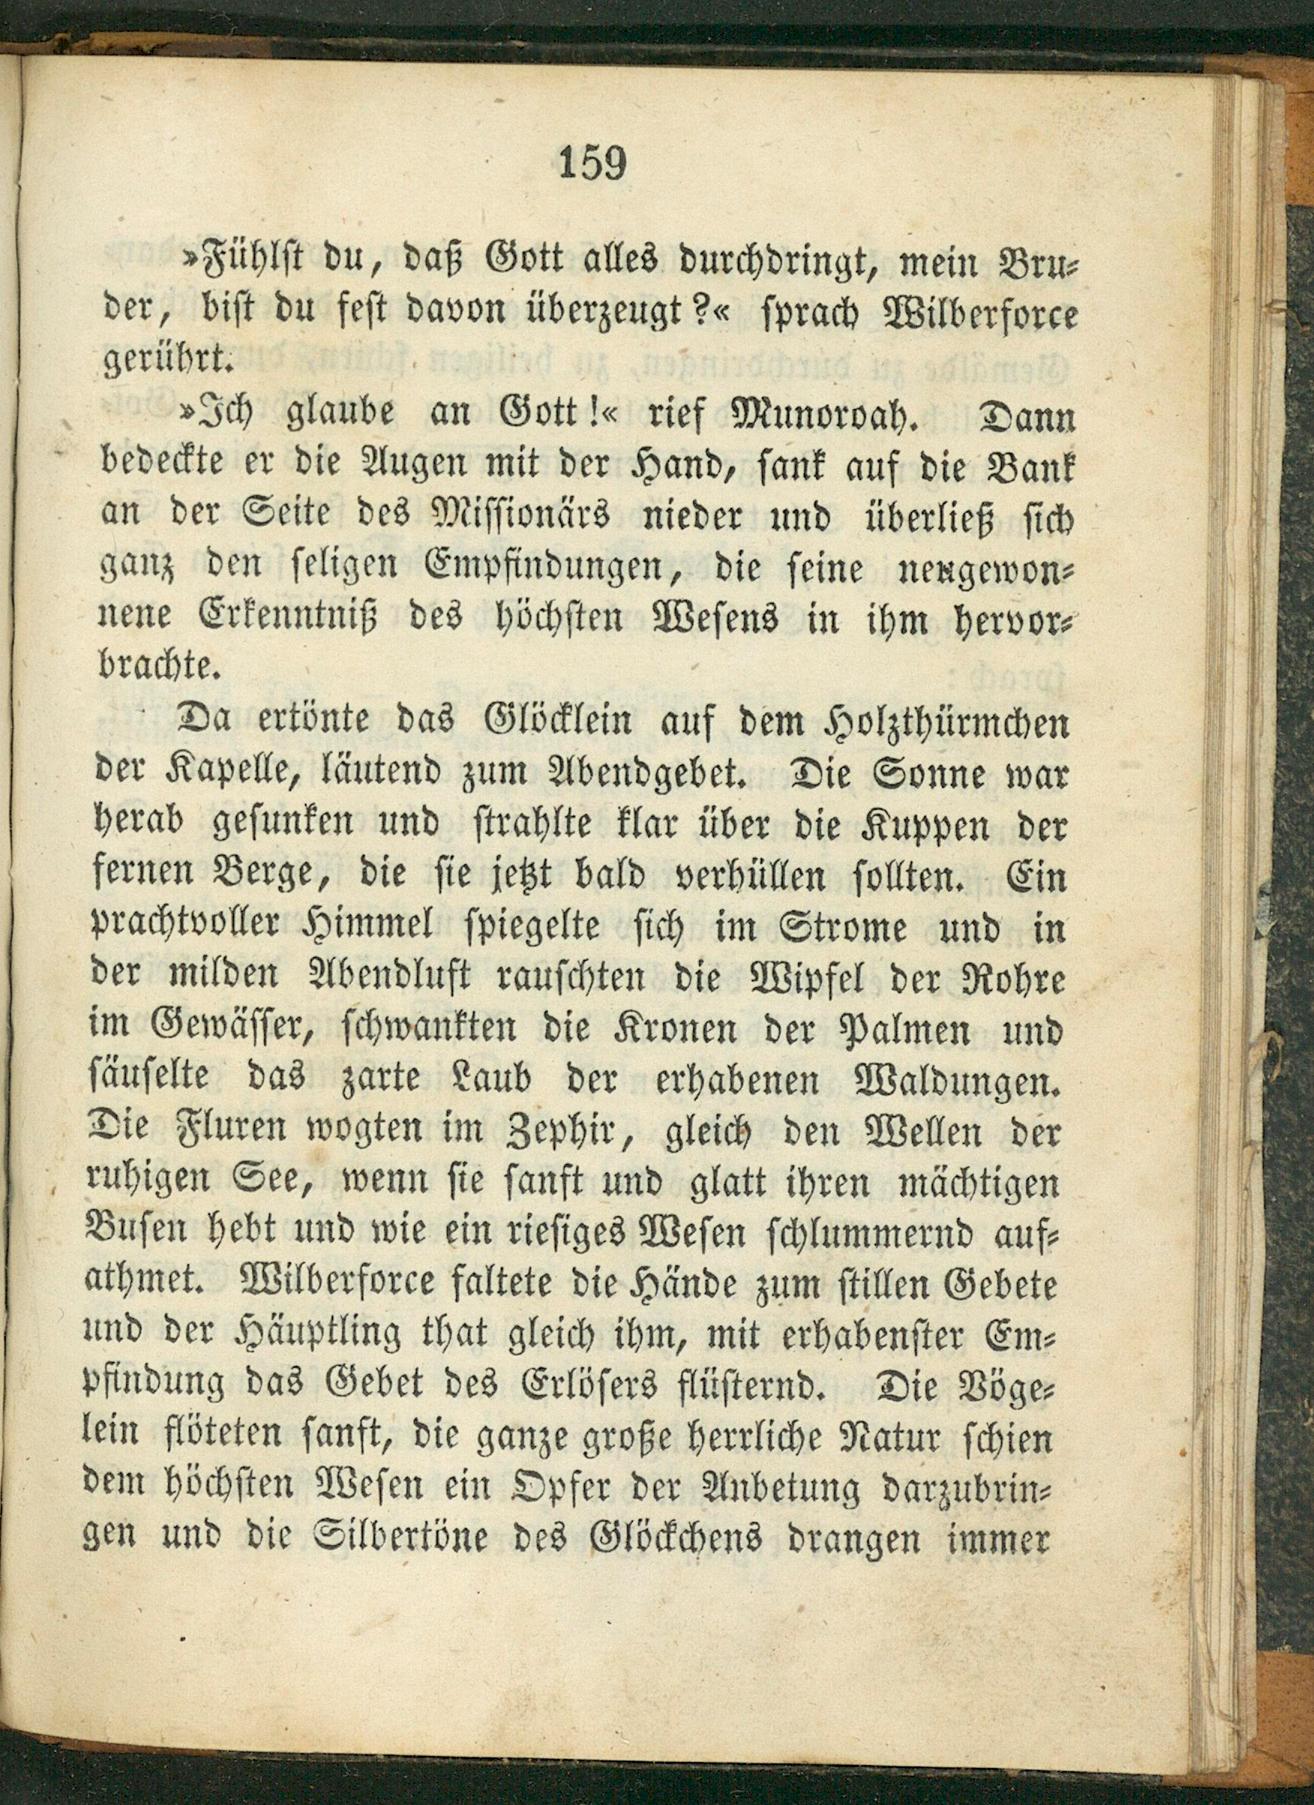 159
»Fühlst du, daß Gott alles durchdringt, mein Bru-
der, bist du fest davon überzeugt?« sprach Wilberforce
gerührt.
»Ich glaube an Gott!« rief Munoroah. Dann
bedeckte er die Augen mit der Hand, sank auf die Bank
an der Seite des Missionärs nieder und überließ sich
ganz den seligen Empfindungen, die seine neugewon-
nene Erkenntniß des höchsten Wesens in ihm hervor-
brachte.
Da ertönte das Glöcklein auf dem Holzthürmchen
der Kapelle, läutend zum Abendgebet. Die Sonne war
herab gesunken und strahlte klar über die Kuppen der
fernen Berge, die sie jetzt bald verhüllen sollten. Ein
prachtvoller Himmel spiegelte sich im Strome und in
der milden Abendluft rauschten die Wipfel der Rohre
im Gewässer, schwankten die Kronen der Palmen und
säuselte das zarte Laub der erhabenen Waldungen.
Die Fluren wogten im Zephir, gleich den Wellen der
ruhigen See, wenn sie sanft und glatt ihren mächtigen
Busen hebt und wie ein riesiges Wesen schlummernd auf-
athmet. Wilberforce faltete die Hände zum stillen Gebete
und der Häuptling that gleich ihm, mit erhabenster Em-
pfindung das Gebet des Erlösers flüsternd. Die Vöge-
lein flöteten sanft, die ganze große herrliche Natur schien
dem höchsten Wesen ein Opfer der Anbetung darzubrin-
gen und die Silbertöne des Glöckchens drangen immer